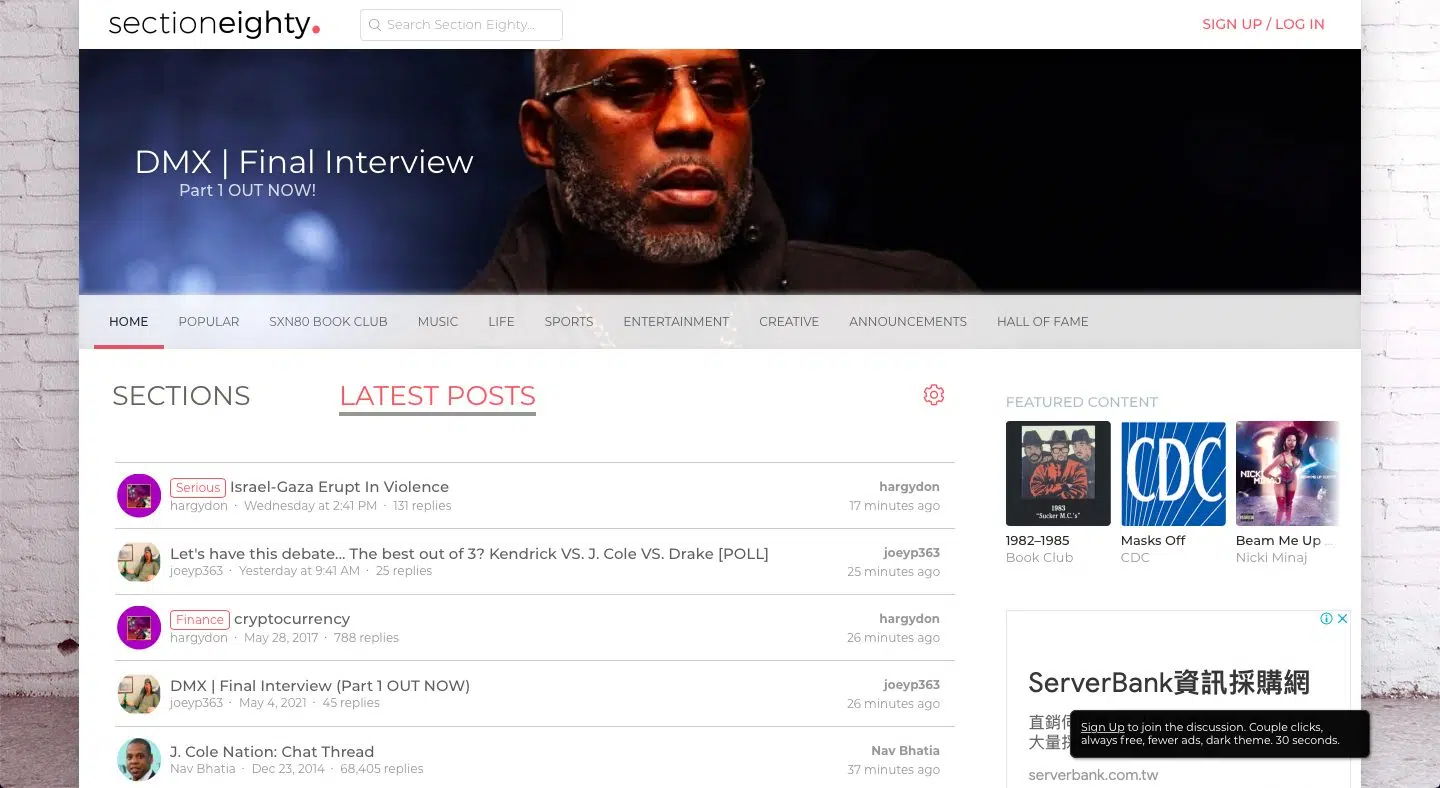 sectioneighty.
Search Section Eighty...
SIGN UP / LOG IN
DMX | Final Interview
Part 1 OUT NOW!
HOME
POPULAR
SXN80 BOOK CLUB
MUSIC
LIFE
SPORTS
ENTERTAINMENT
CREATIVE
ANNOUNCEMENTS
HALL OF FAME
SECTIONS
LATEST POSTS
Serious Israel-Gaza Erupt In Violence
hargydon · Wednesday at 2:41 PM · 131 replies
hargydon
17 minutes ago
Let's have this debate... The best out of 3? Kendrick VS. J. Cole VS. Drake [POLL]
joeyp363 · Yesterday at 9:41 AM · 25 replies
joeyp363
25 minutes ago
Finance cryptocurrency
hargydon · May 28, 2017 · 788 replies
hargydon
26 minutes ago
DMX | Final Interview (Part 1 OUT NOW)
joeyp363 · May 4, 2021 · 45 replies
joeyp363
26 minutes ago
J. Cole Nation: Chat Thread
Nav Bhatia · Dec 23, 2014 · 68,405 replies
Nav Bhatia
37 minutes ago
FEATURED CONTENT
1983
"Sucker M.C.'s"
1982–1985
Book Club
CDC
Masks Off
CDC
NICKI
MINAJ
Beam Me Up ...
Nicki Minaj
ServerBank資訊採購網
直銷
大量
serverbank.com.tw
Sign Up to join the discussion. Couple clicks,
always free, fewer ads, dark theme. 30 seconds.